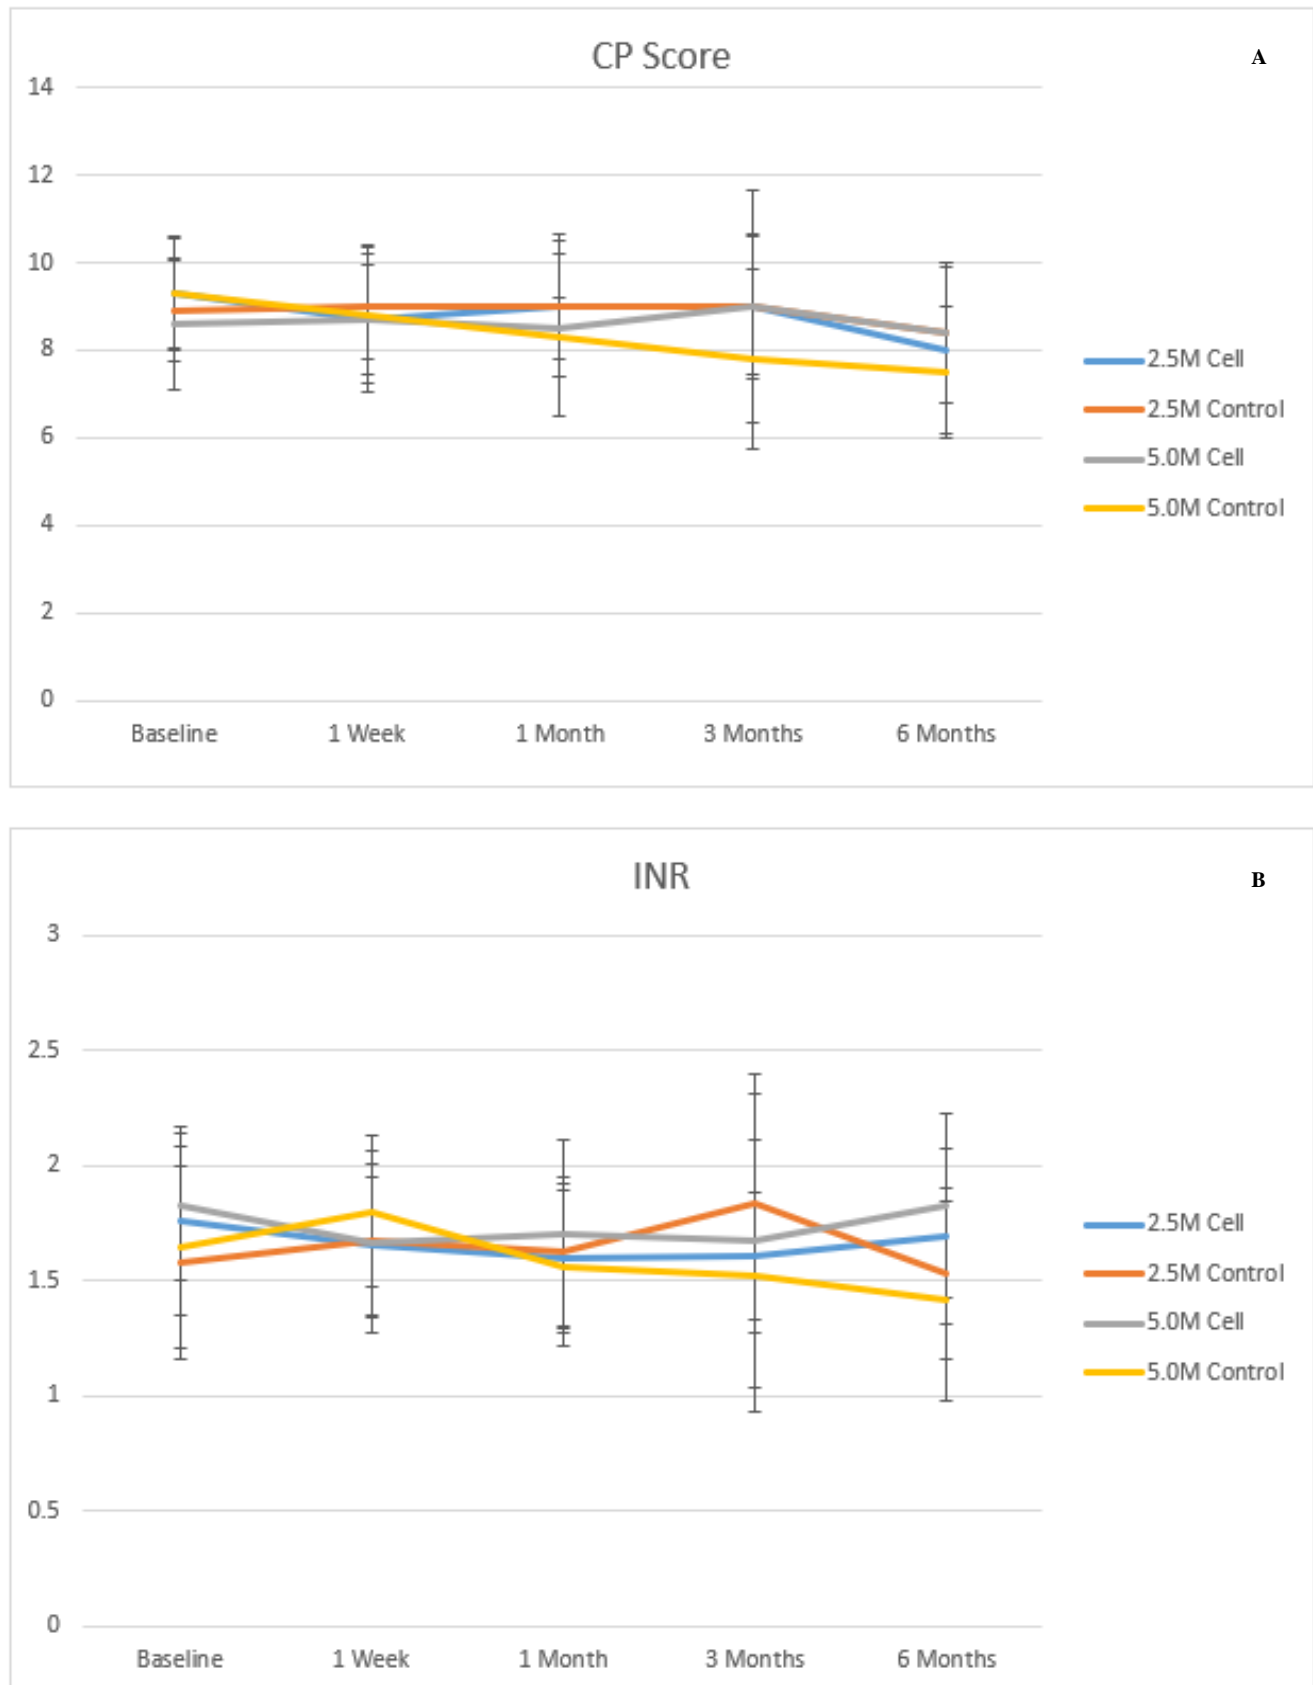 CP Score
A
14
12
10
8
6
4
2
0
Baseline 1 Week 1 Month 3 Months 6 Months
2.5M Cell
2.5M Control
5.0M Cell
5.0M Control
INR
B
3
2.5
2
1.5
1
0.5
0
Baseline 1 Week 1 Month 3 Months 6 Months
2.5M Cell
2.5M Control
5.0M Cell
5.0M Control